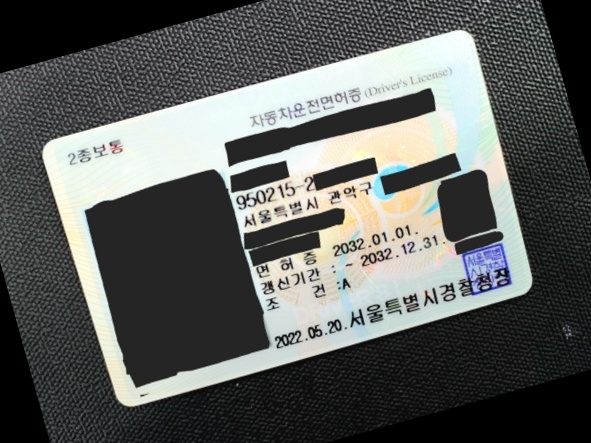 자동차운전면허증 (Driver's License)
2종보통
950215-2
서울특별시 관악구
면 허 증 2032.01.01.
갱신기간 : ~ 2032.12.31.
조 건 :A
2022.05.20. 서울특별시경찰청장